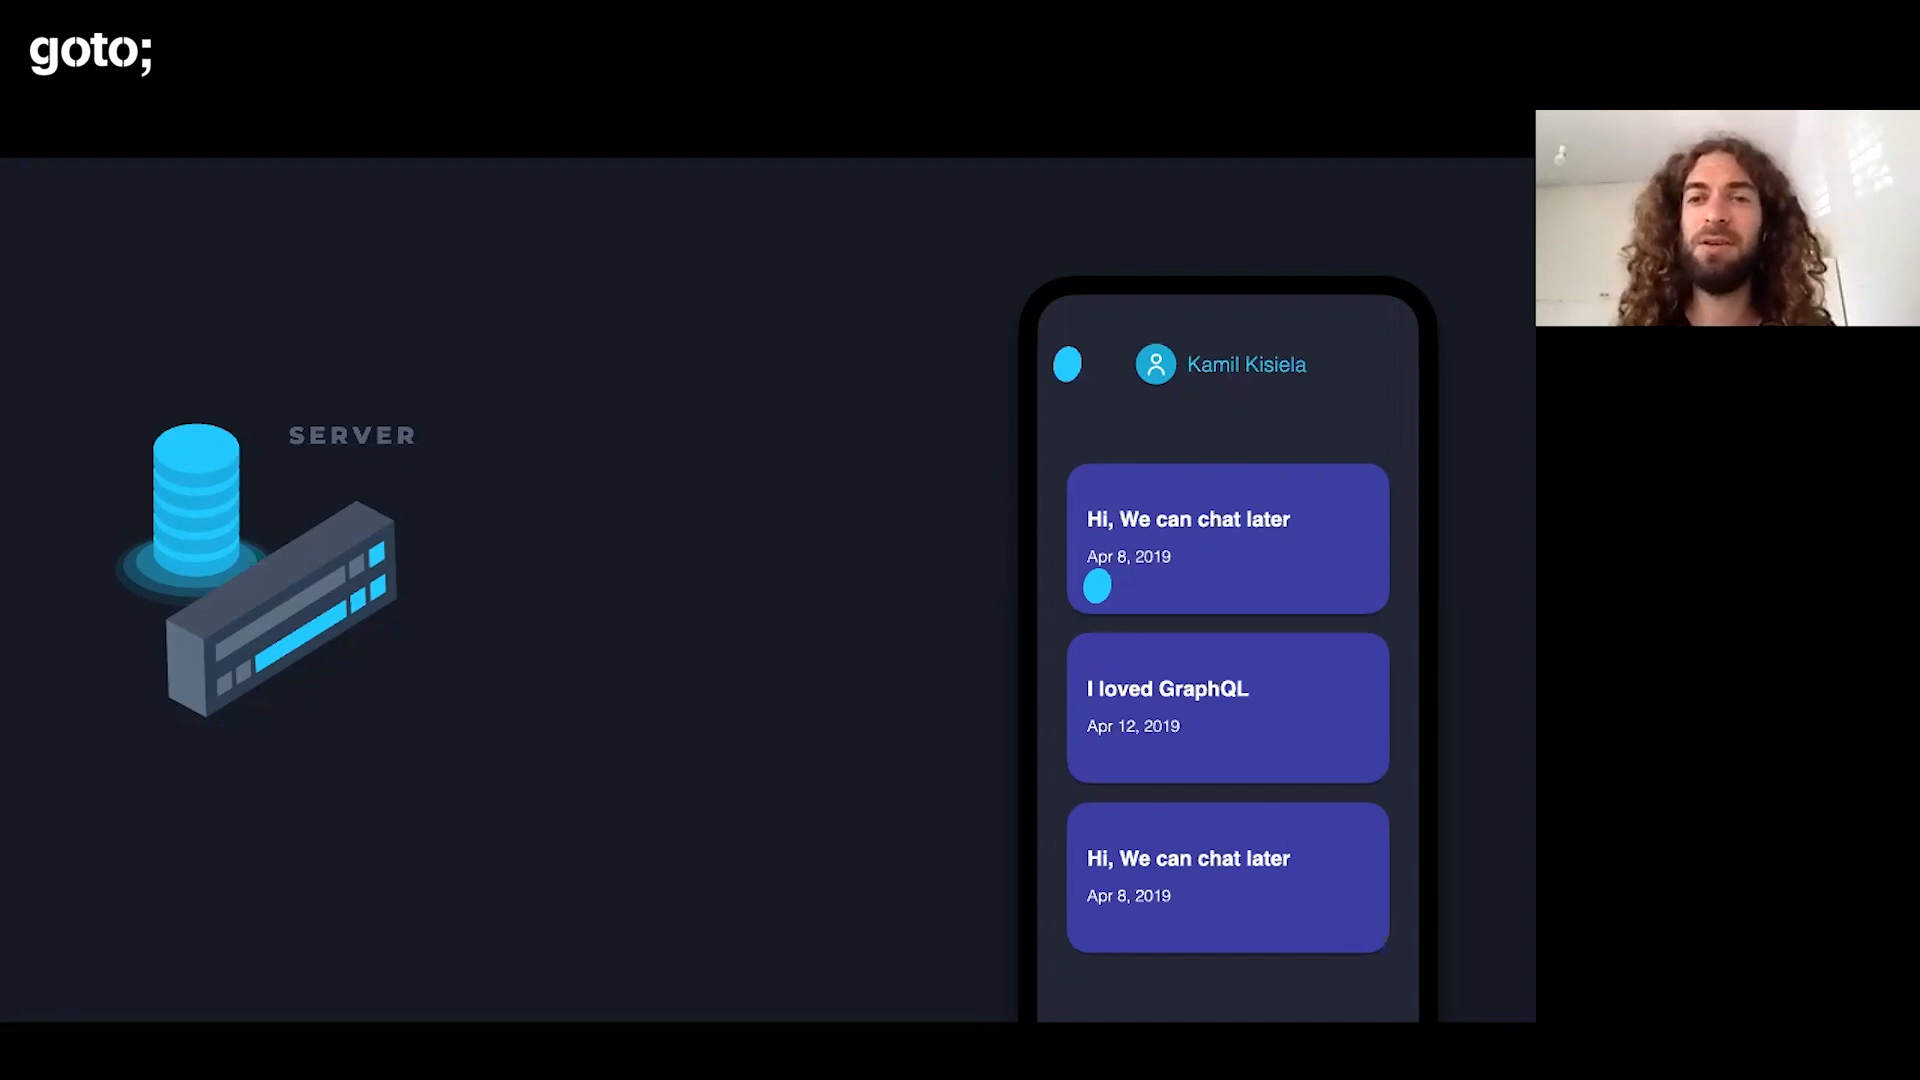 goto;
SERVER
Kamil Kisiela
Hi, We can chat later
Apr 8, 2019
I loved GraphQL
Apr 12, 2019
Hi, We can chat later
Apr 8, 2019